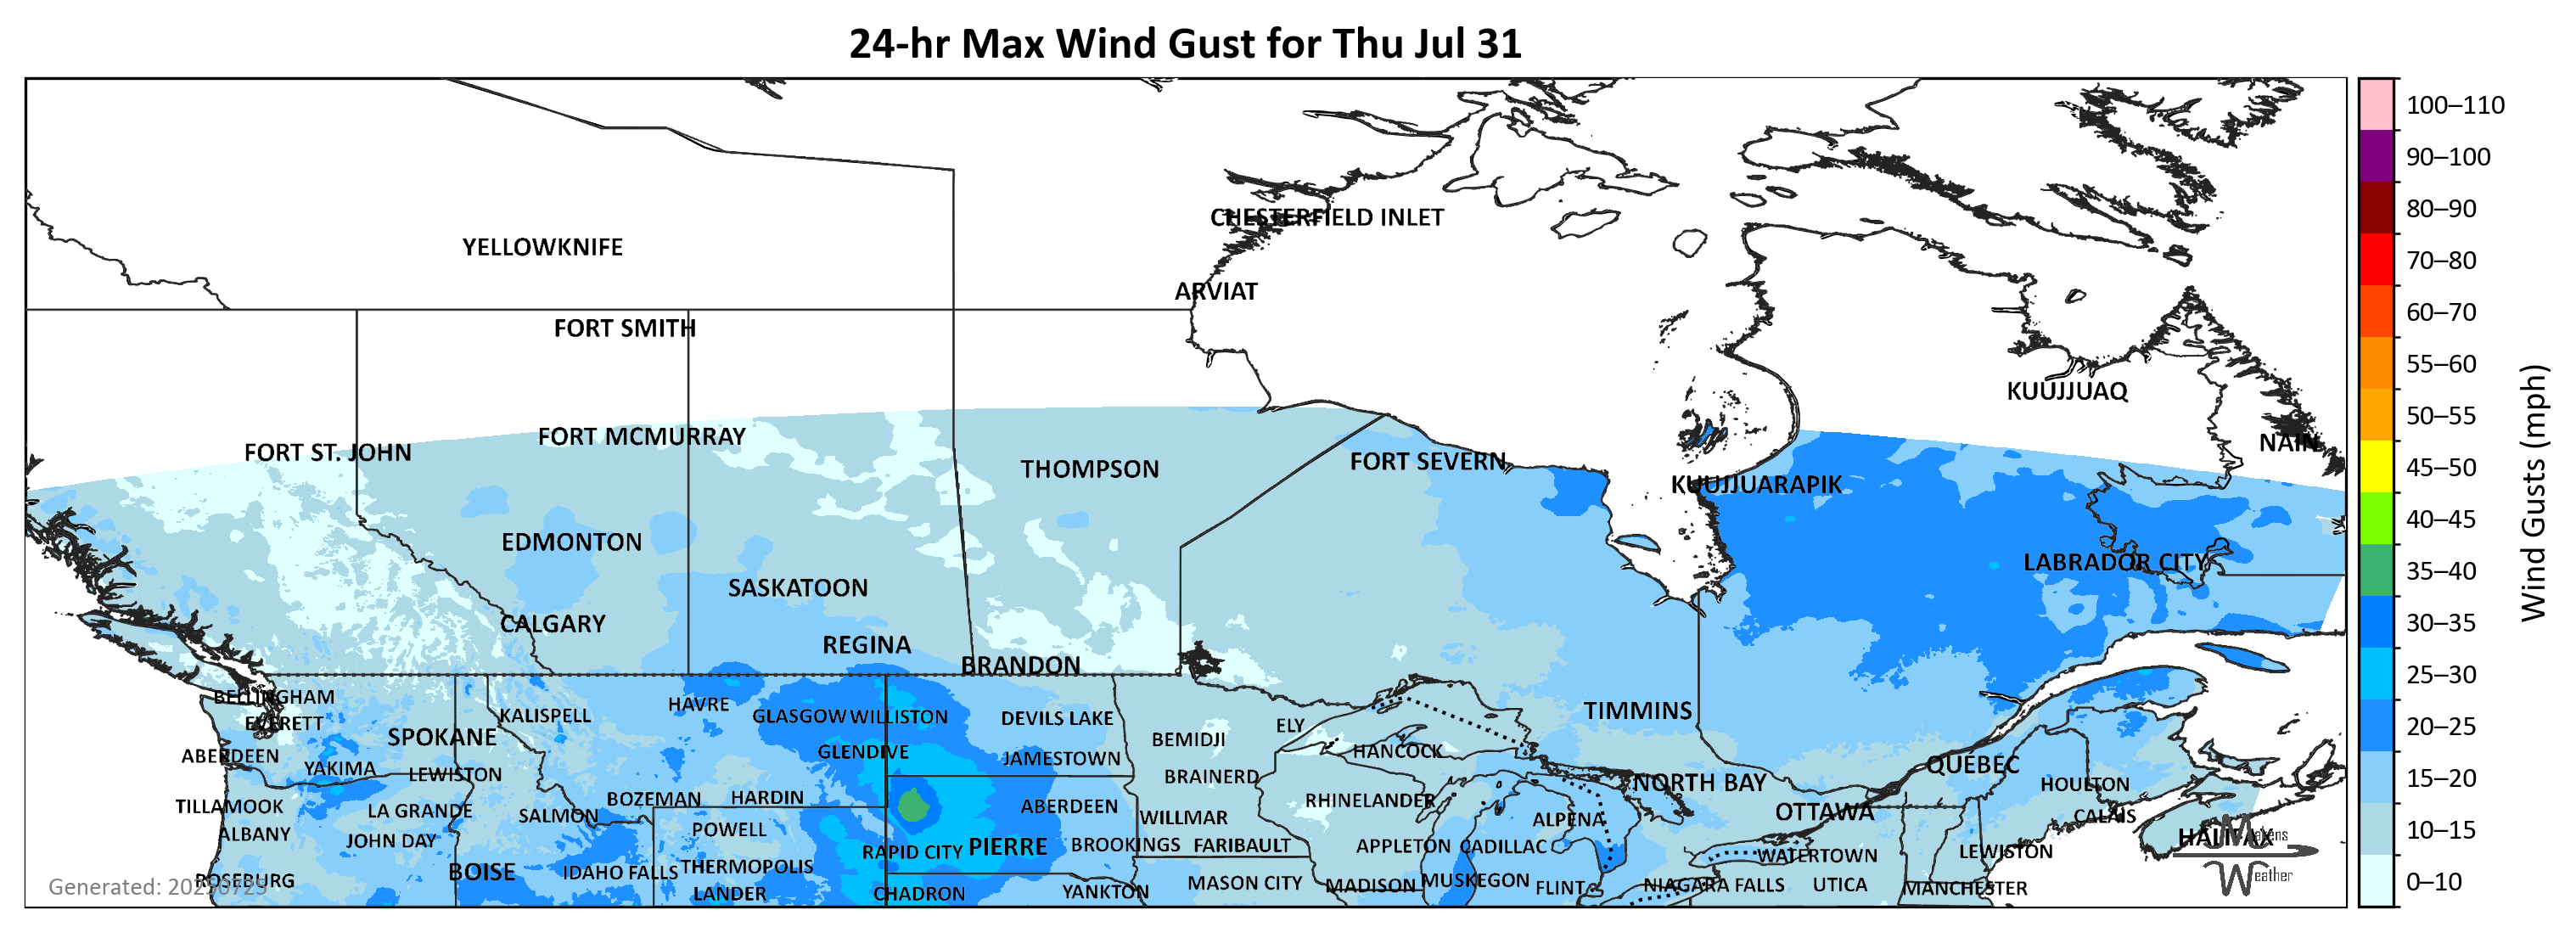 24-hr Max Wind Gust for Thu Jul 31
100–110
90–100
80–90
70–80
60–70
55–60
50–55
45–50
40–45
35–40
30–35
25–30
20–25
15–20
10–15
0–10
Wind Gusts (mph)
CHESTERFIELD INLET
YELLOWKNIFE
ARVIAT
FORT SMITH
KUUJJUAQ
FORT MCMURRAY
NAIN
FORT ST. JOHN
FORT SEVERN
THOMPSON
KUUJJUARAPIK
EDMONTON
LABRADOR CITY
SASKATOON
CALGARY
REGINA
BRANDON
BELLINGHAM
HAVRE
TIMMINS
KALISPELL
GLASGOW
WILLISTON
DEVILS LAKE
EVERETT
ELY
SPOKANE
BEMIDJI
GLENDIVE
HANCOCK
ABERDEEN
JAMESTOWN
QUÉBEC
YAKIMA
LEWISTON
BRAINERD
NORTH BAY
HOULTON
BOZEMAN
HARDIN
RHINELANDER
TILLAMOOK
LA GRANDE
ABERDEEN
OTTAWA
SALMON
WILLMAR
CALAIS
ALPENA
POWELL
ALBANY
HALIFAX
Makens
Weather
JOHN DAY
RAPID CITY
PIERRE
BROOKINGS
FARIBAULT
APPLETON
CADILLAC
LEWISTON
WATERTOWN
THERMOPOLIS
BOISE
IDAHO FALLS
ROSEBURG
MASON CITY
MADISON
MUSKEGON
NIAGARA FALLS
UTICA
FLINT
MANCHESTER
LANDER
CHADRON
YANKTON
Generated: 20250725